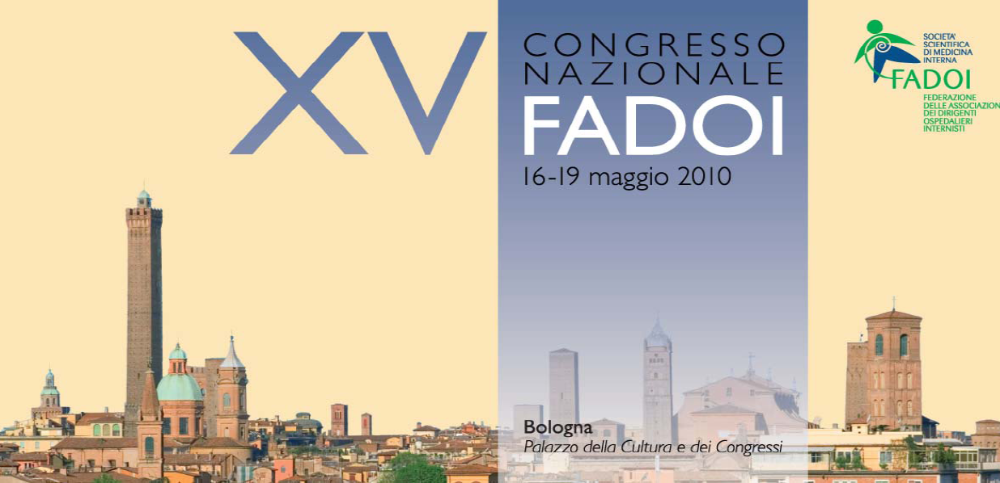 XV
CONGRESSO
NAZIONALE
FADOI
16-19 maggio 2010
SOCIETA'
SCIENTIFICA
DI MEDICINA
INTERNA
FADOI
FEDERAZIONE
DELLE ASSOCIAZION
DEI DIRIGENTI
OSPEDALIERI
INTERNISTI
Bologna
Palazzo della Cultura e dei Congressi